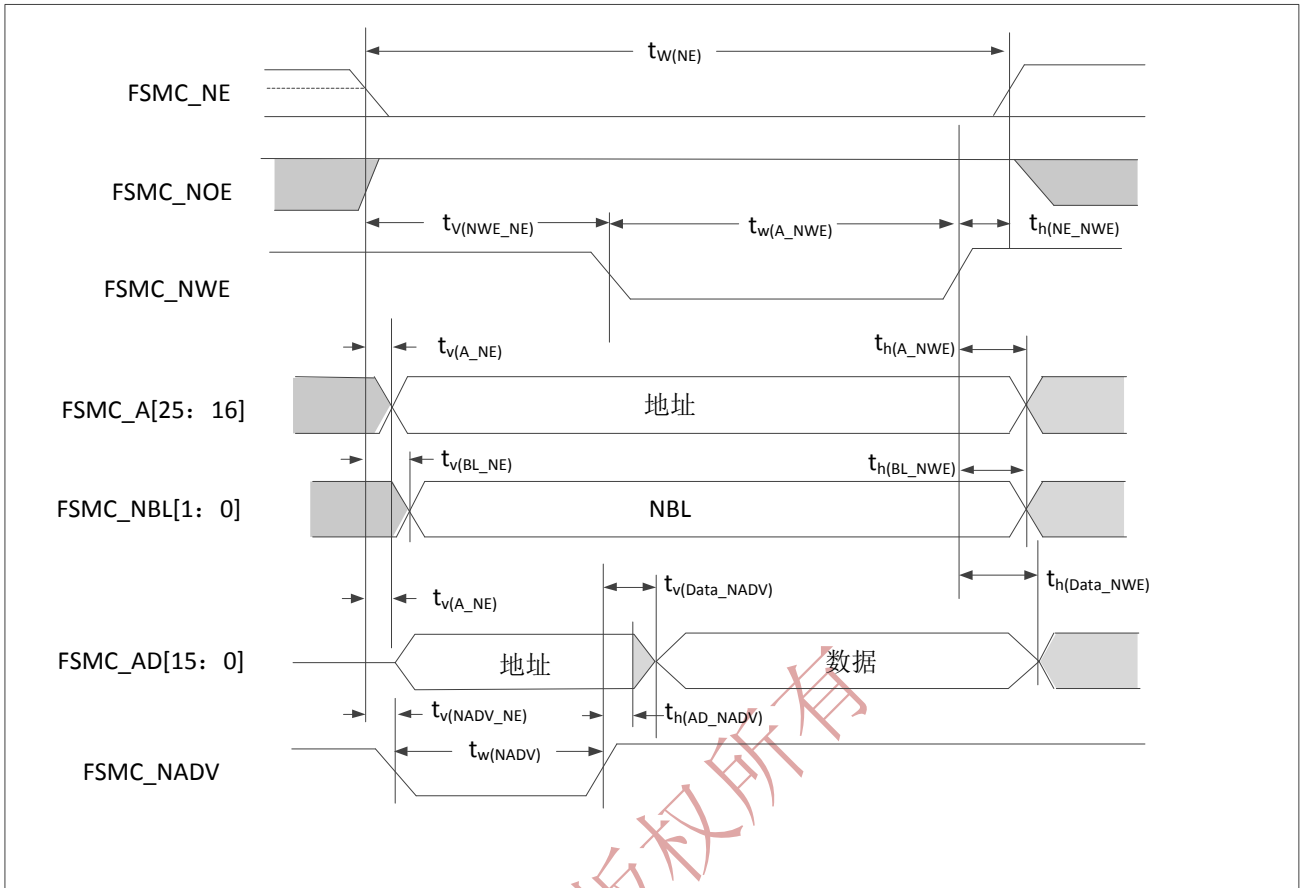 tW(NE)
FSMC_NE
FSMC_NOE
tV(NWE_NE)
tw(A_NWE)
th(NE_NWE)
FSMC_NWE
tv(A_NE)
th(A_NWE)
FSMC_A[25：16]
地址
tv(BL_NE)
th(BL_NWE)
FSMC_NBL[1：0]
NBL
tv(A_NE)
tv(Data_NADV)
th(Data_NWE)
FSMC_AD[15：0]
地址
数据
tv(NADV_NE)
th(AD_NADV)
tw(NADV)
FSMC_NADV
版权所有